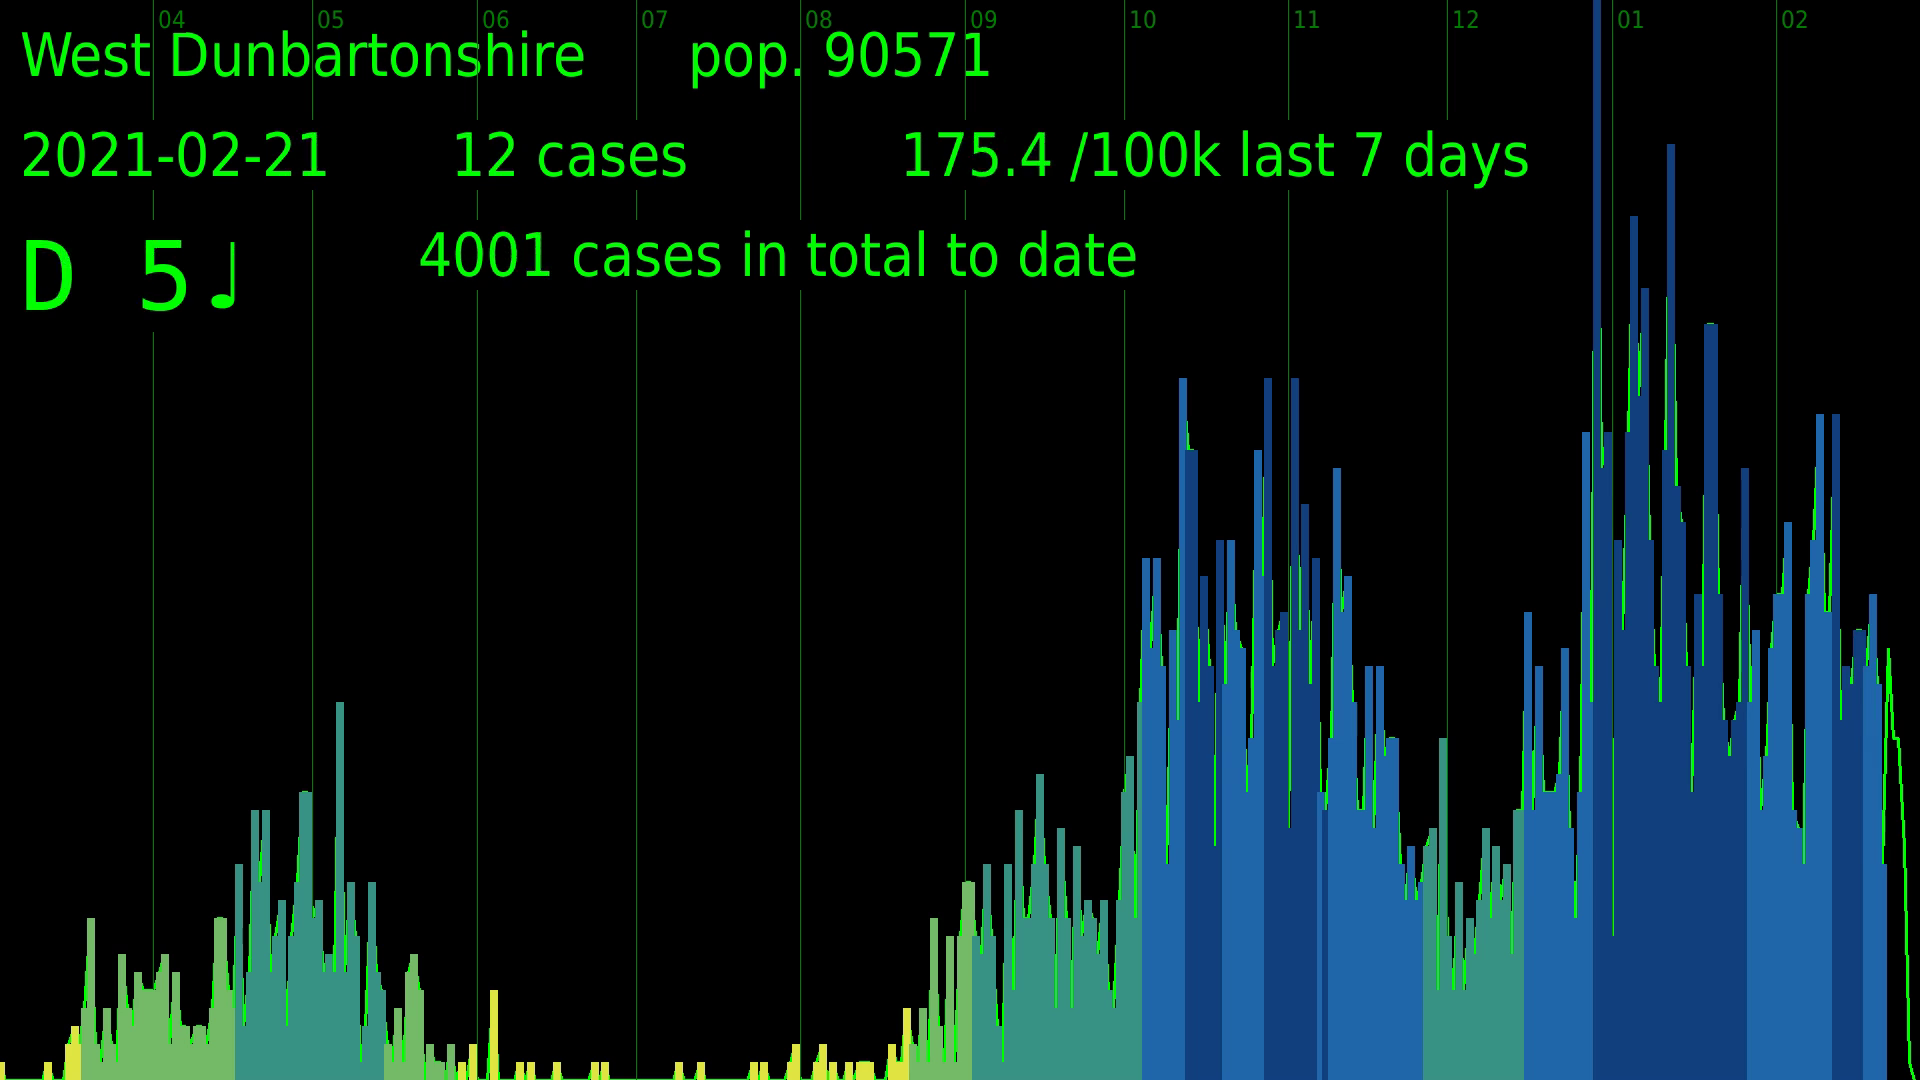 04 05 06 07 08 09 10 11 12 01 02
West Dunbartonshire pop. 90571
2021-02-21 12 cases 175.4 /100k last 7 days
D 5♩ 4001 cases in total to date